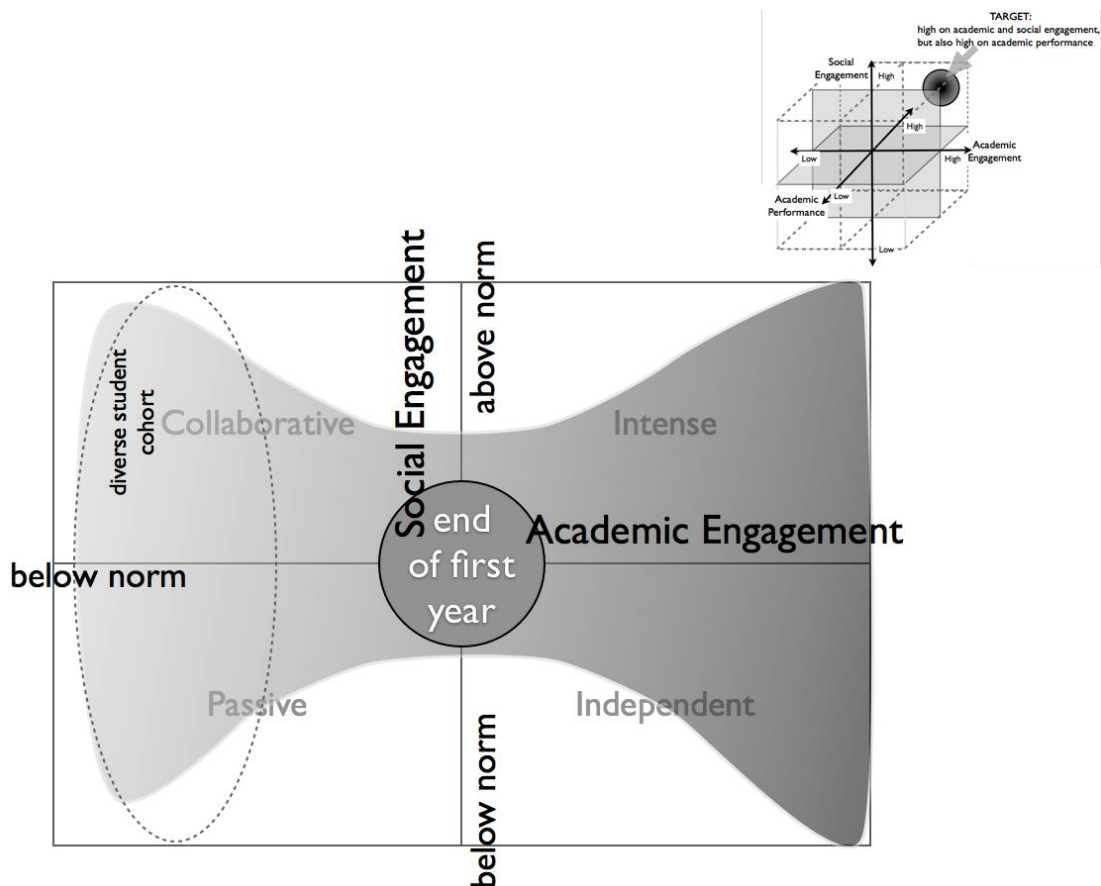 TARGET:
high on academic and social engagement,
but also high on academic performance
Social
Engagement
High
High
Low
High
Academic
Engagement
Low
Academic
Performance
Low
Social Engagement
above norm
diverse student
cohort
Collaborative
Intense
end
of first
year
Academic Engagement
below norm
Passive
Independent
below norm